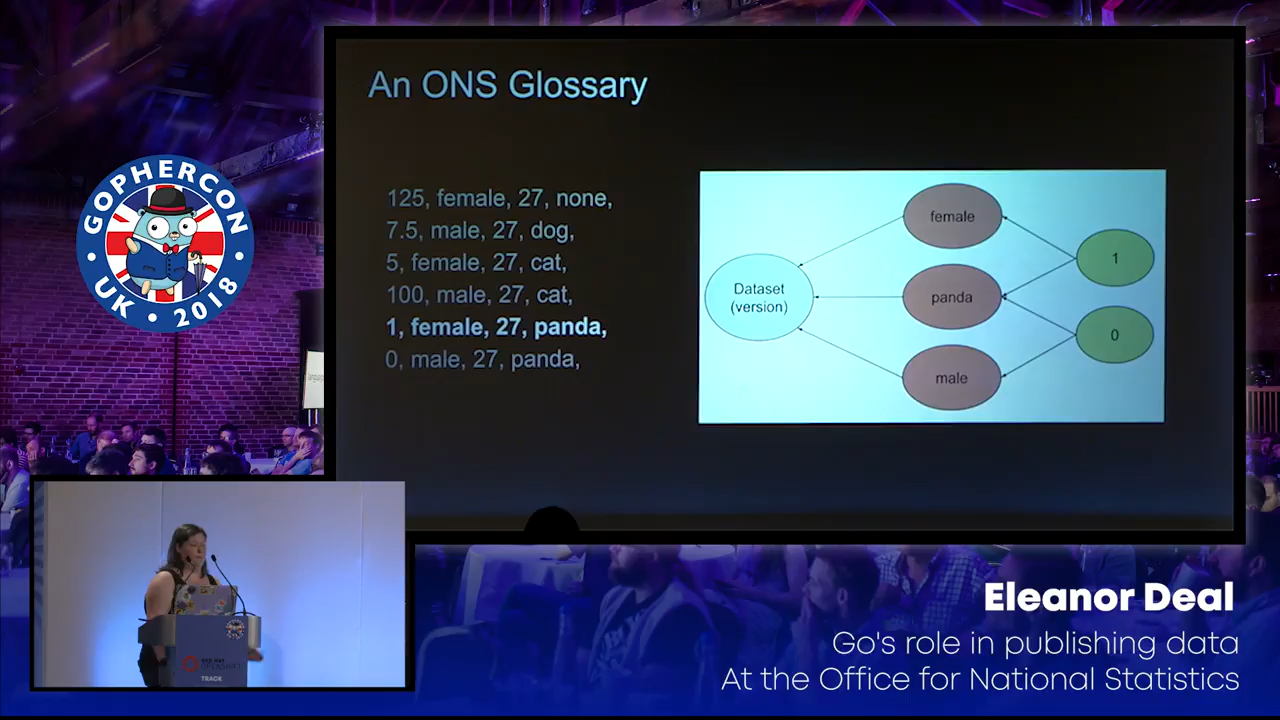 An ONS Glossary
125, female, 27, none,
7.5, male, 27, dog,
5, female, 27, cat,
100, male, 27, cat,
1, female, 27, panda,
0, male, 27, panda,
Dataset
(version)
female
panda
male
1
0
GOPHERCON
UK • 2018
TRACK
Eleanor Deal
Go's role in publishing data
At the Office for National Statistics